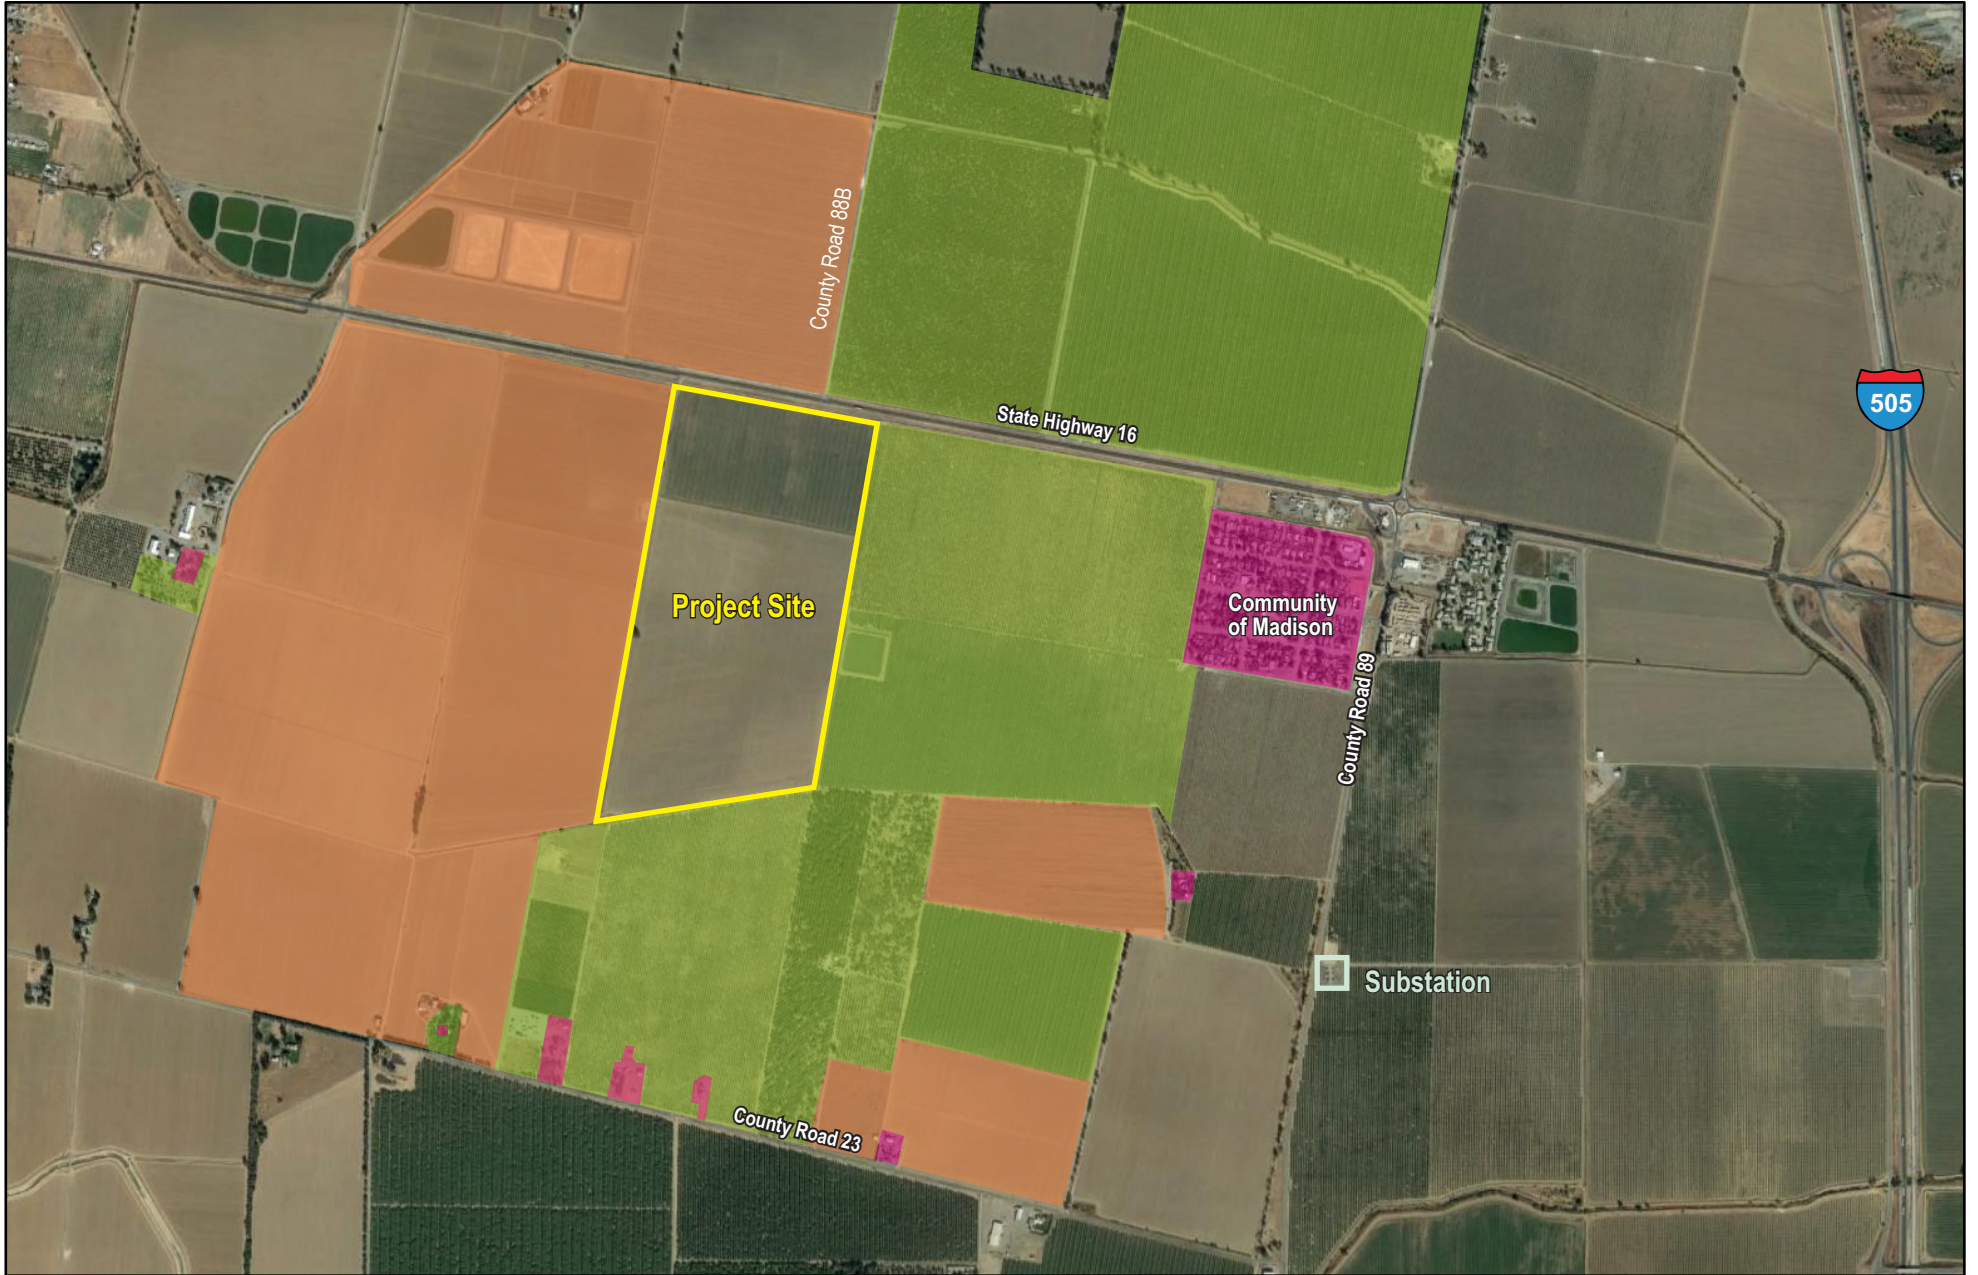 County Road 88B
State Highway 16
505
Project Site
Community
of Madison
County Road 89
Substation
County Road 23